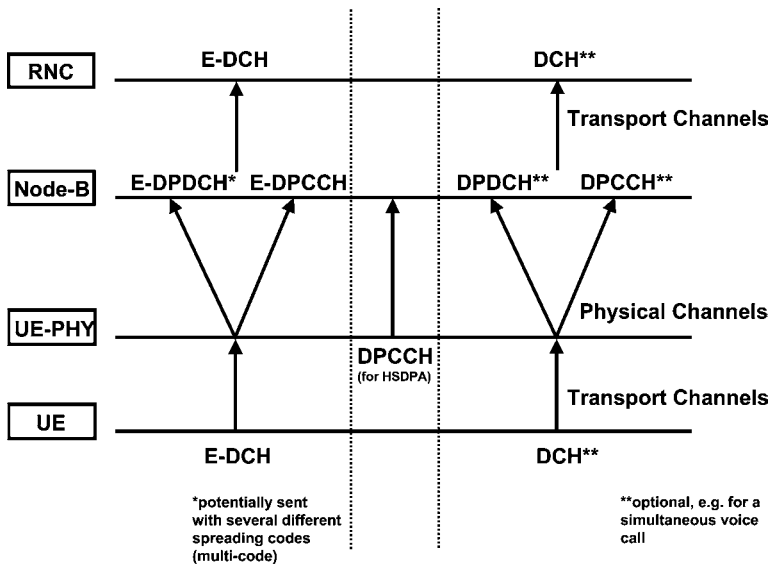 E-DCH
DCH**
RNC
Transport Channels
E-DPDCH*
E-DPCCH
DPDCH**
DPCCH**
Node-B
Physical Channels
UE-PHY
DPCCH
(for HSDPA)
Transport Channels
UE
E-DCH
DCH**
*potentially sent
with several different
spreading codes
(multi-code)
**optional, e.g. for a
simultaneous voice
call